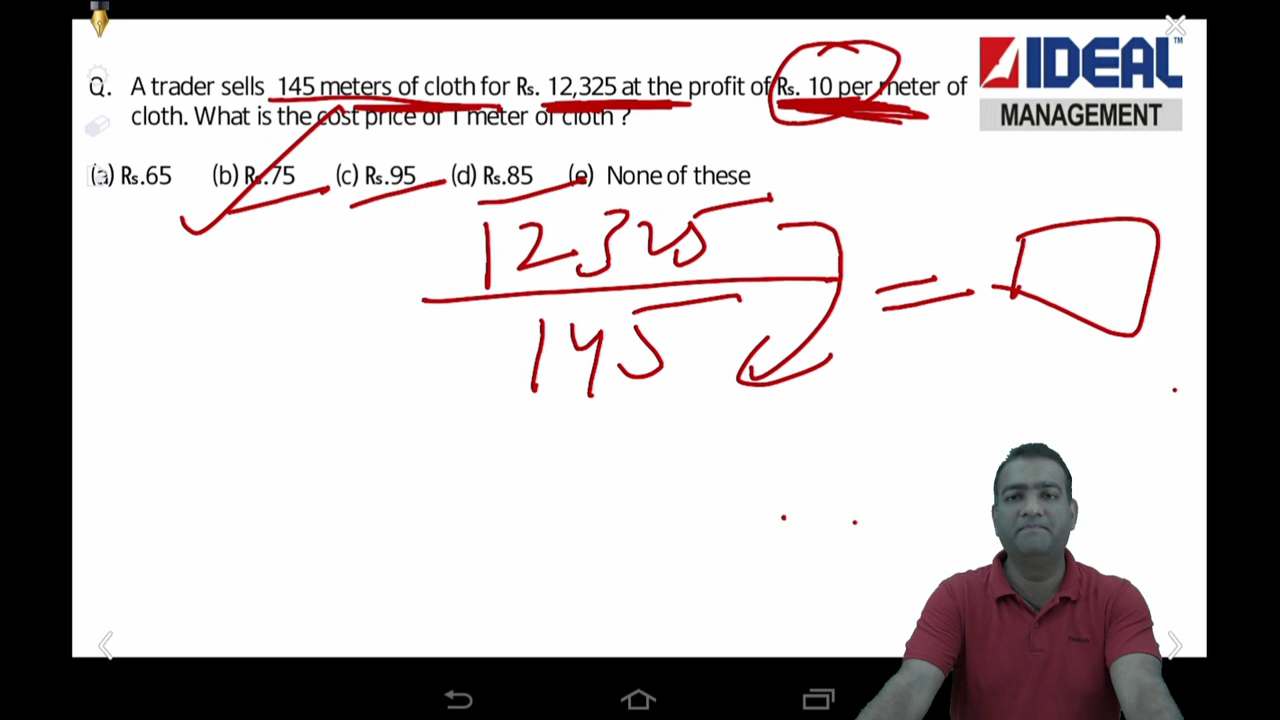 Q. A trader sells 145 meters of cloth for Rs. 12,325 at the profit of Rs. 10 per meter of
cloth. What is the cost price of 1 meter of cloth ?
(a) Rs.65 (b) Rs.75 (c) Rs.95 (d) Rs.85 (e) None of these
IDEAL™
MANAGEMENT
12325
145
=